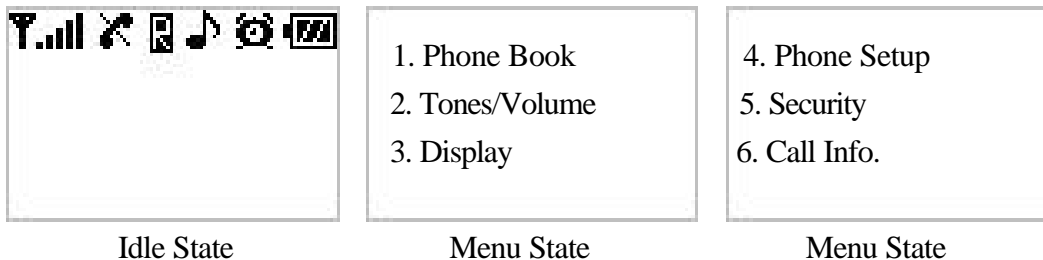 1. Phone Book
2. Tones/Volume
3. Display
4. Phone Setup
5. Security
6. Call Info.
Idle State
Menu State
Menu State